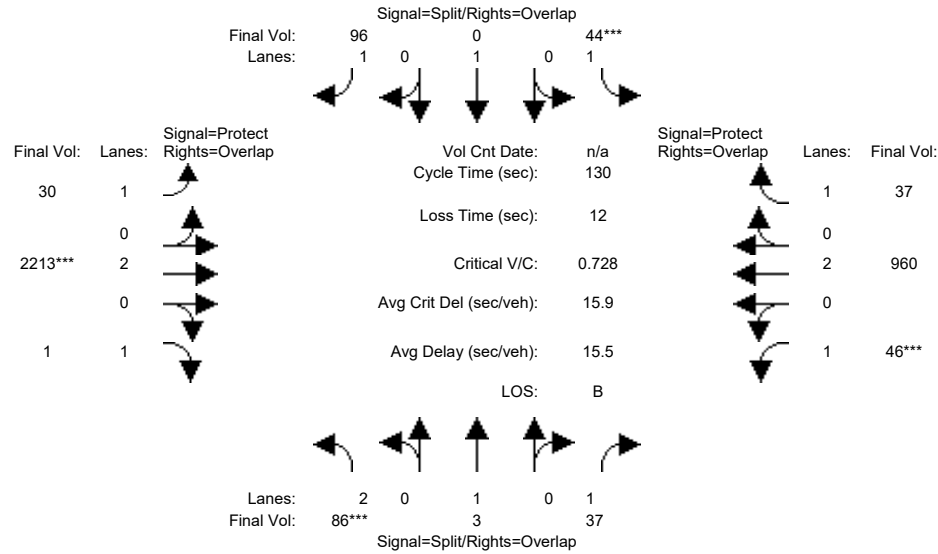 Signal=Split/Rights=Overlap
Final Vol: 96 0 44***
Lanes: 1 0 1 0 1
Signal=Protect
Final Vol: Lanes: Rights=Overlap
Vol Cnt Date: n/a
Signal=Protect
Rights=Overlap Lanes: Final Vol:
Cycle Time (sec): 130
30 1
1 37
Loss Time (sec): 12
0
0
2213*** 2
Critical V/C: 0.728
2 960
0
Avg Crit Del (sec/veh): 15.9
0
1 1
Avg Delay (sec/veh): 15.5
1 46***
LOS: B
Lanes: 2 0 1 0 1
Final Vol: 86*** 3 37
Signal=Split/Rights=Overlap